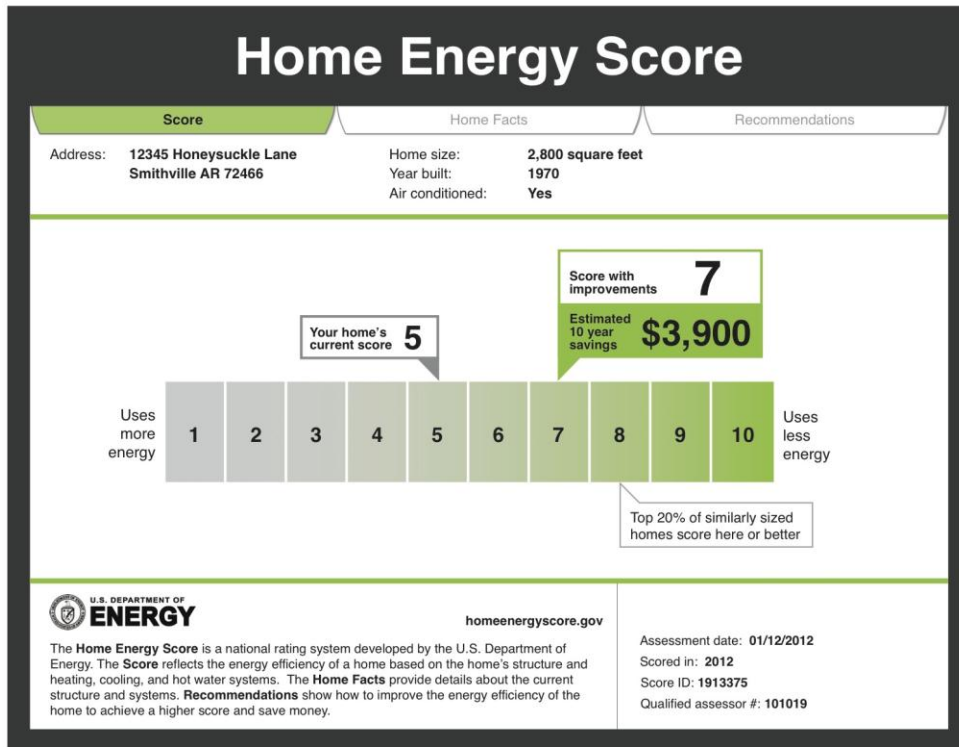 Home Energy Score
Score
Home Facts
Recommendations
Address: 12345 Honeysuckle Lane
Smithville AR 72466
Home size: 2,800 square feet
Year built: 1970
Air conditioned: Yes
Score with
improvements 7
Estimated
10 year
savings $3,900
Your home's
current score 5
Uses
more
energy
1 2 3 4 5 6 7 8 9 10
Uses
less
energy
Top 20% of similarly sized
homes score here or better
U.S. DEPARTMENT OF
ENERGY
homeenergyscore.gov
The Home Energy Score is a national rating system developed by the U.S. Department of
Energy. The Score reflects the energy efficiency of a home based on the home's structure and
heating, cooling, and hot water systems. The Home Facts provide details about the current
structure and systems. Recommendations show how to improve the energy efficiency of the
home to achieve a higher score and save money.
Assessment date: 01/12/2012
Scored in: 2012
Score ID: 1913375
Qualified assessor #: 101019